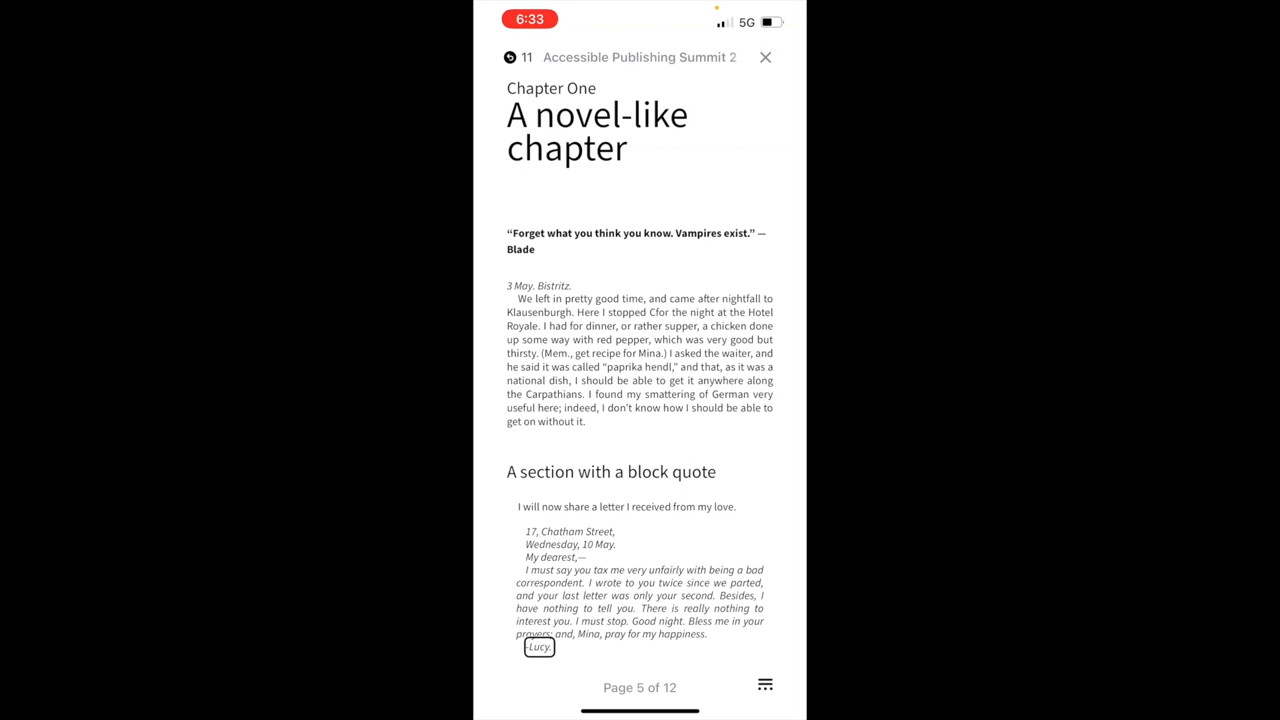 6:33
5G
11 Accessible Publishing Summit 2
Chapter One
A novel-like
chapter
“Forget what you think you know. Vampires exist.” —
Blade
3 May. Bistritz.
We left in pretty good time, and came after nightfall to
Klausenburgh. Here I stopped Cfor the night at the Hotel
Royale. I had for dinner, or rather supper, a chicken done
up some way with red pepper, which was very good but
thirsty. (Mem., get recipe for Mina.) I asked the waiter, and
he said it was called “paprika hendl,” and that, as it was a
national dish, I should be able to get it anywhere along
the Carpathians. I found my smattering of German very
useful here; indeed, I don't know how I should be able to
get on without it.
A section with a block quote
I will now share a letter I received from my love.
17, Chatham Street,
Wednesday, 10 May.
My dearest,—
I must say you tax me very unfairly with being a bad
correspondent. I wrote to you twice since we parted,
and your last letter was only your second. Besides, I
have nothing to tell you. There is really nothing to
interest you. I must stop. Good night. Bless me in your
prayers; and, Mina, pray for my happiness.
-Lucy.
Page 5 of 12